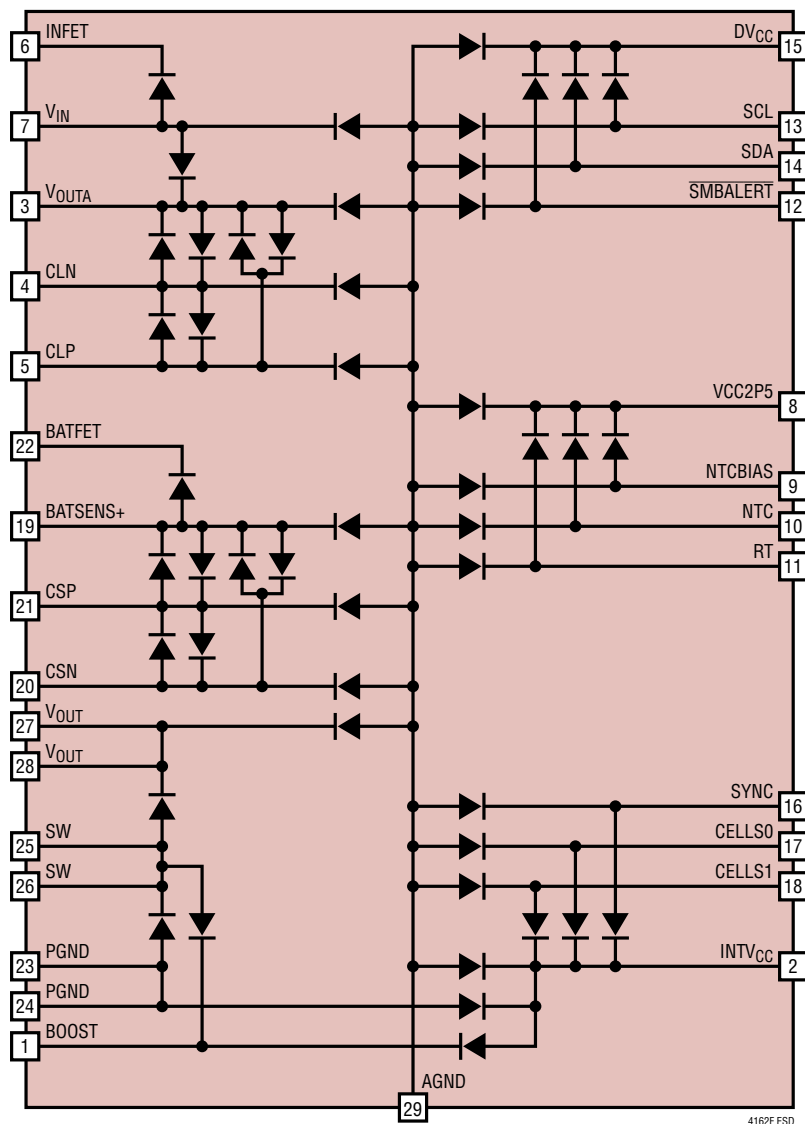 6 INFET
7 VIN
3 VOUTA
4 CLN
5 CLP
22 BATFET
19 BATSENS+
21 CSP
20 CSN
27 VOUT
28 VOUT
25 SW
26 SW
23 PGND
24 PGND
1 BOOST
DVCC 15
SCL 13
SDA 14
SMBALERT 12
VCC2P5 8
NTCBIAS 9
NTC 10
RT 11
SYNC 16
CELLS0 17
CELLS1 18
INTVCC 2
AGND
29
4162F ESD